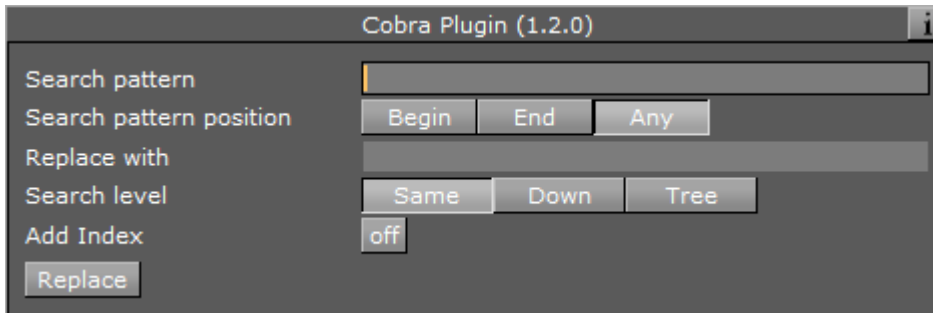 Cobra Plugin (1.2.0) i
Search pattern
Search pattern position Begin End Any
Replace with
Search level Same Down Tree
Add Index off
Replace